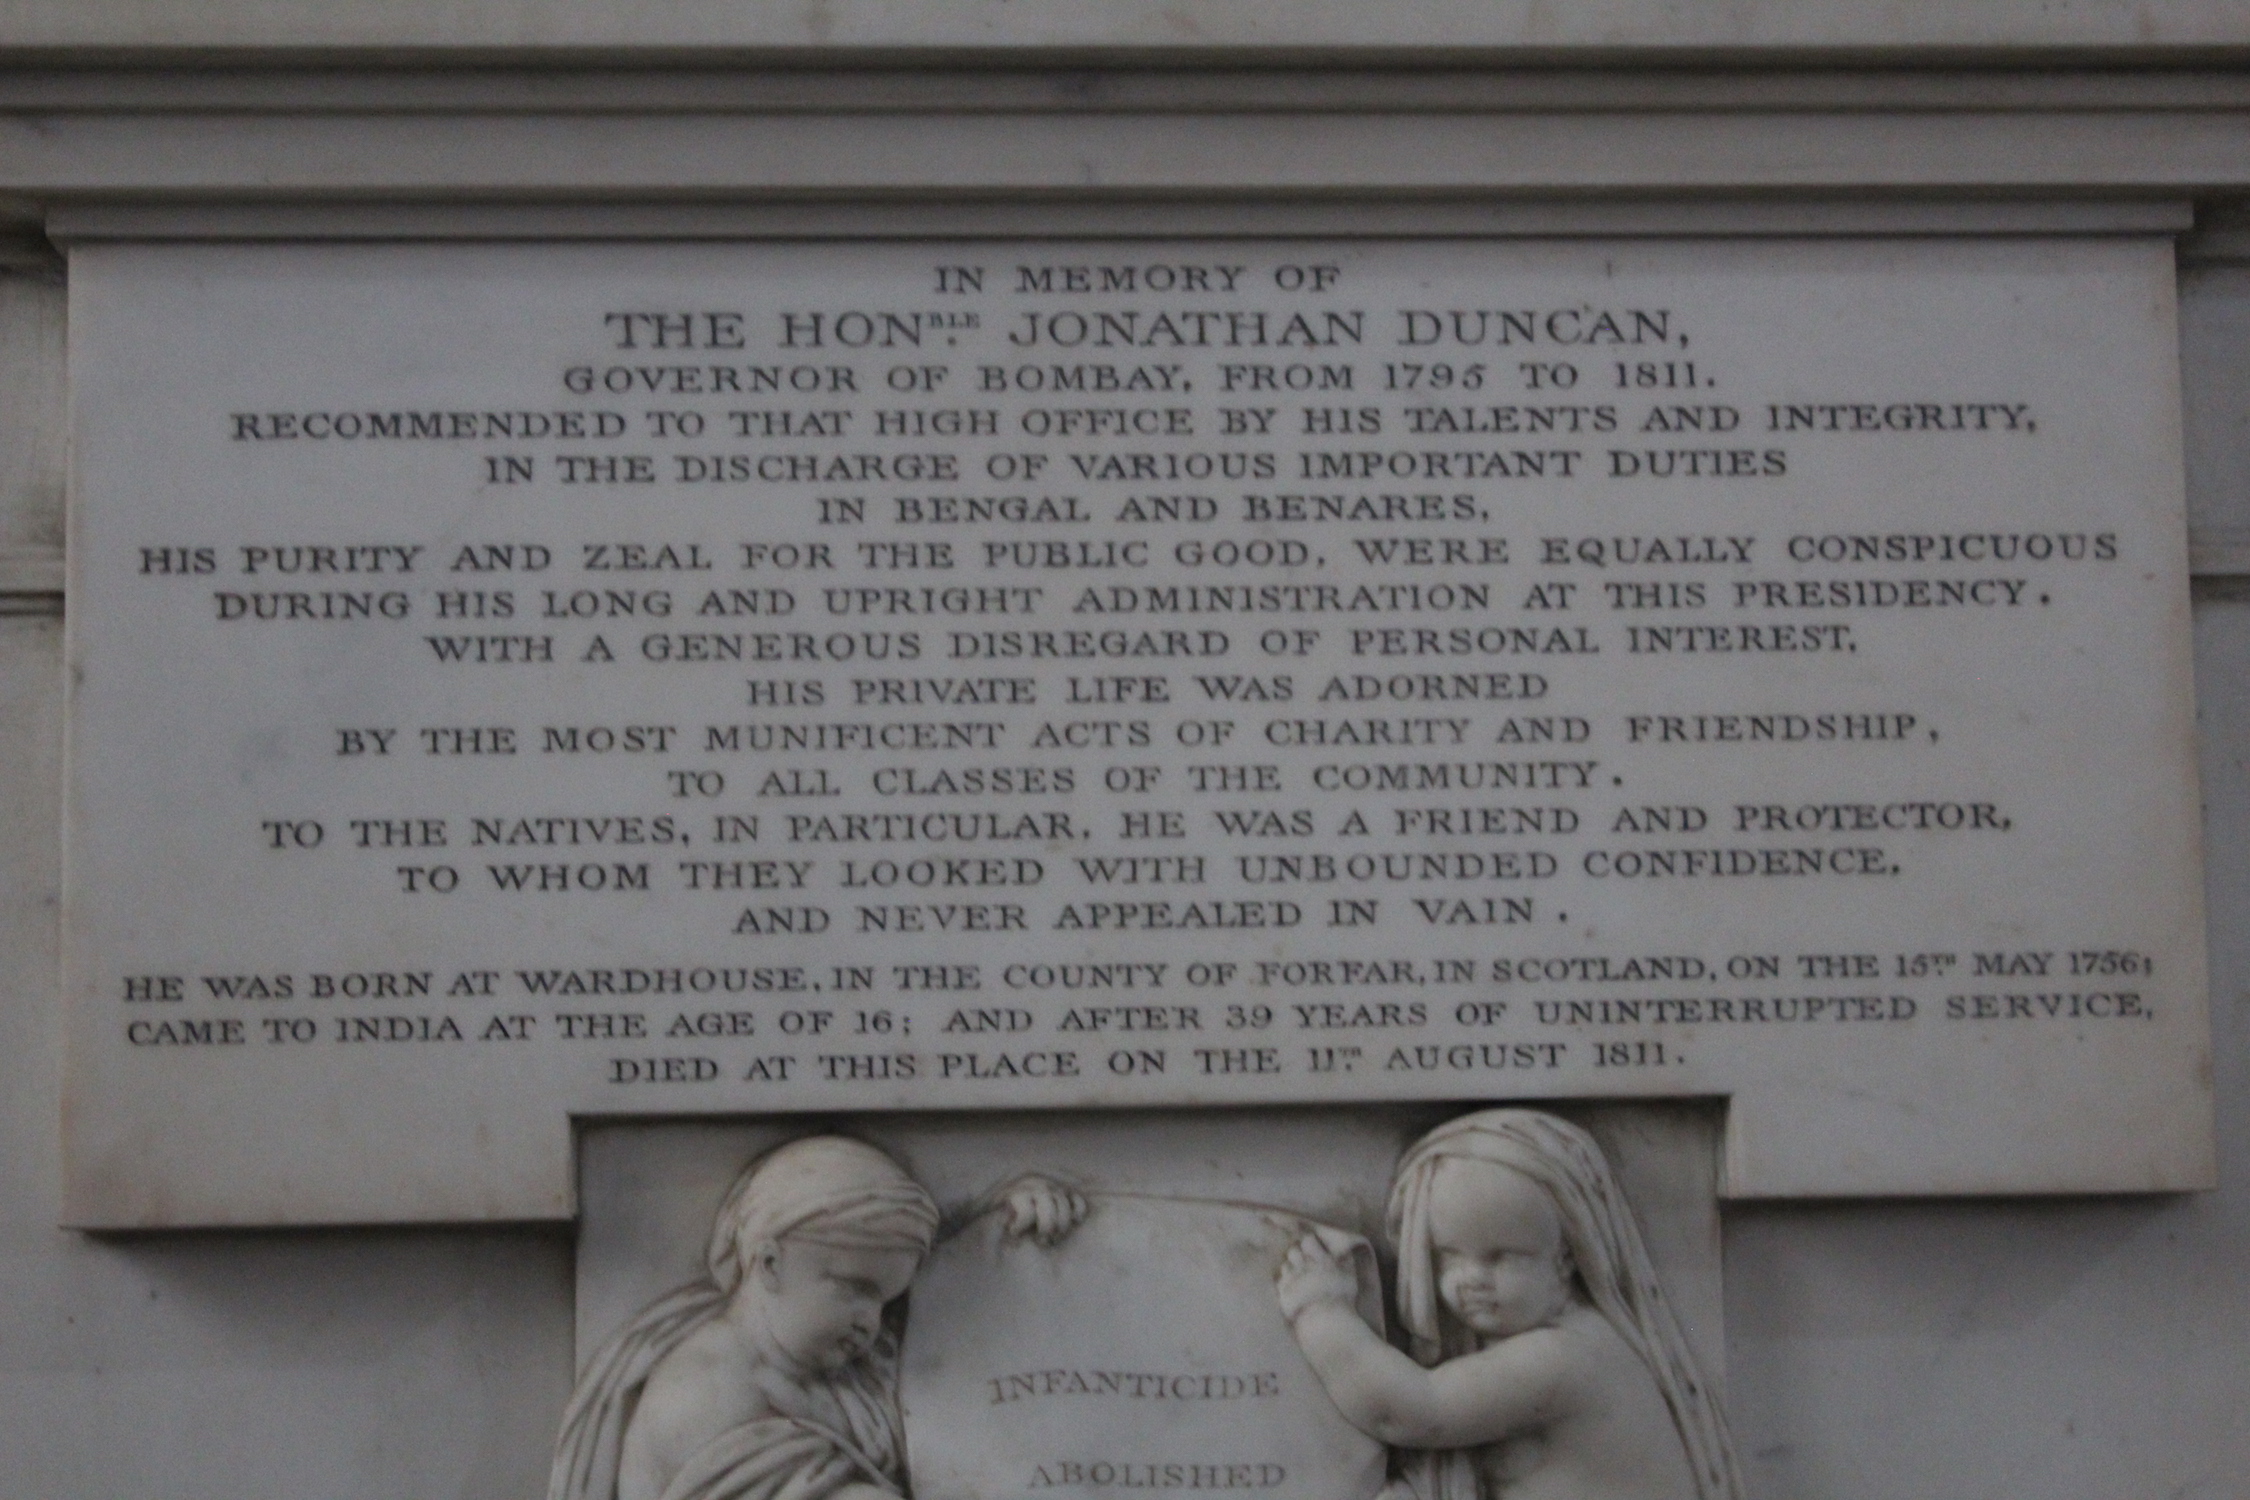 IN MEMORY OF
THE HONBLE. JONATHAN DUNCAN,
GOVERNOR OF BOMBAY, FROM 1795 TO 1811.
RECOMMENDED TO THAT HIGH OFFICE BY HIS TALENTS AND INTEGRITY,
IN THE DISCHARGE OF VARIOUS IMPORTANT DUTIES
IN BENGAL AND BENARES,
HIS PURITY AND ZEAL FOR THE PUBLIC GOOD, WERE EQUALLY CONSPICUOUS
DURING HIS LONG AND UPRIGHT ADMINISTRATION AT THIS PRESIDENCY.
WITH A GENEROUS DISREGARD OF PERSONAL INTEREST,
HIS PRIVATE LIFE WAS ADORNED
BY THE MOST MUNIFICENT ACTS OF CHARITY AND FRIENDSHIP,
TO ALL CLASSES OF THE COMMUNITY.
TO THE NATIVES, IN PARTICULAR, HE WAS A FRIEND AND PROTECTOR,
TO WHOM THEY LOOKED WITH UNBOUNDED CONFIDENCE,
AND NEVER APPEALED IN VAIN.
HE WAS BORN AT WARDHOUSE, IN THE COUNTY OF FORFAR, IN SCOTLAND, ON THE 15TH. MAY 1756;
CAME TO INDIA AT THE AGE OF 16; AND AFTER 39 YEARS OF UNINTERRUPTED SERVICE,
DIED AT THIS PLACE ON THE 11TH. AUGUST 1811.
INFANTICIDE
ABOLISHED